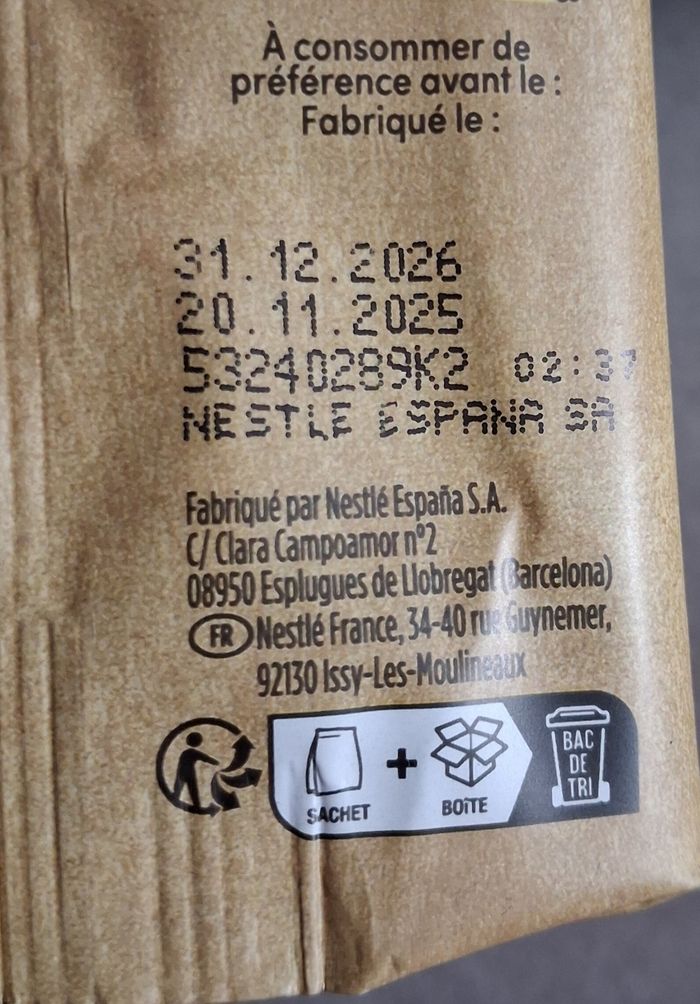 À consommer de
préférence avant le :
Fabriqué le :
31.12.2026
20.11.2025
53240289K2 02:37
NESTLE ESPANA SA
Fabriqué par Nestlé España S.A.
C/ Clara Campoamor nº2
08950 Esplugues de Llobregat (Barcelona)
FR Nestlé France, 34-40 rue Guynemer,
92130 Issy-Les-Moulineaux
SACHET + BOÎTE
BAC
DE
TRI